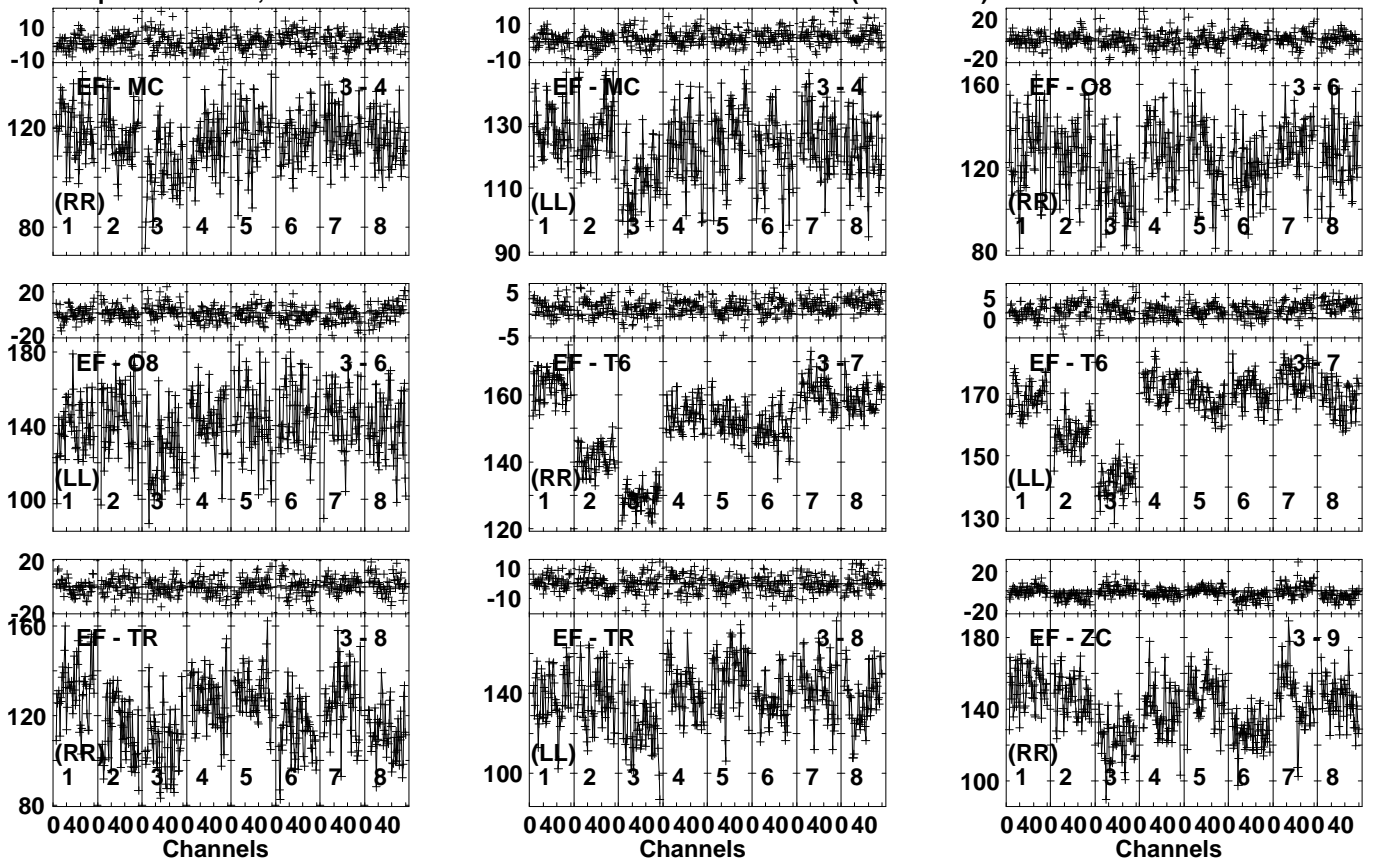 10
-10
EF - MC 3 - 4
120
(RR)
1 2 3 4 5 6 7 8
80
10
-10
EF - MC 3 - 4
130
110
(LL)
1 2 3 4 5 6 7 8
90
20
-20
160
EF - O8 3 - 6
120
(RR)
1 2 3 4 5 6 7 8
80
20
-20
180
EF - O8 3 - 6
140
(LL)
100
1 2 3 4 5 6 7 8
5
-5
EF - T6 3 - 7
160
140
(RR)
1 2 3 4 5 6 7 8
120
5
0
EF - T6 3 - 7
170
150
(LL)
1 2 3 4 5 6 7 8
130
20
-20
160
EF - TR 3 - 8
120
(RR)
1 2 3 4 5 6 7 8
80
0 40 0 40 0 40 0 40 0 40 0 40 0 40 0 40
Channels
10
-10
EF - TR 3 - 8
140
(LL)
100
1 2 3 4 5 6 7 8
0 40 0 40 0 40 0 40 0 40 0 40 0 40 0 40
Channels
20
-20
180
EF - ZC 3 - 9
140
(RR)
100
1 2 3 4 5 6 7 8
0 40 0 40 0 40 0 40 0 40 0 40 0 40 0 40
Channels